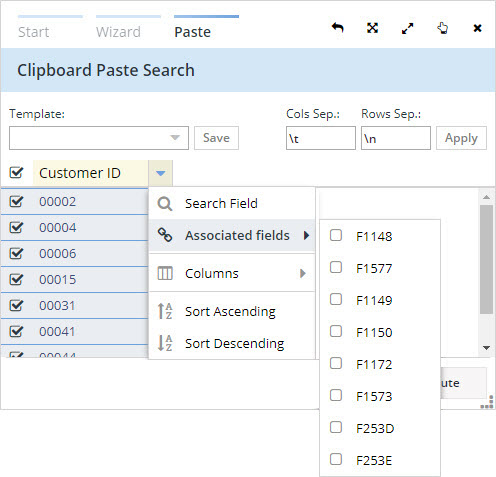 Start Wizard Paste
Clipboard Paste Search
Template: Cols Sep.: Rows Sep.:
Save \t \n Apply
Customer ID
00002
00004
00006
00015
00031
00041
00044
Search Field
Associated fields
Columns
Sort Ascending
Sort Descending
F1148
F1577
F1149
F1150
F1172
F1573
F253D
F253E
ute